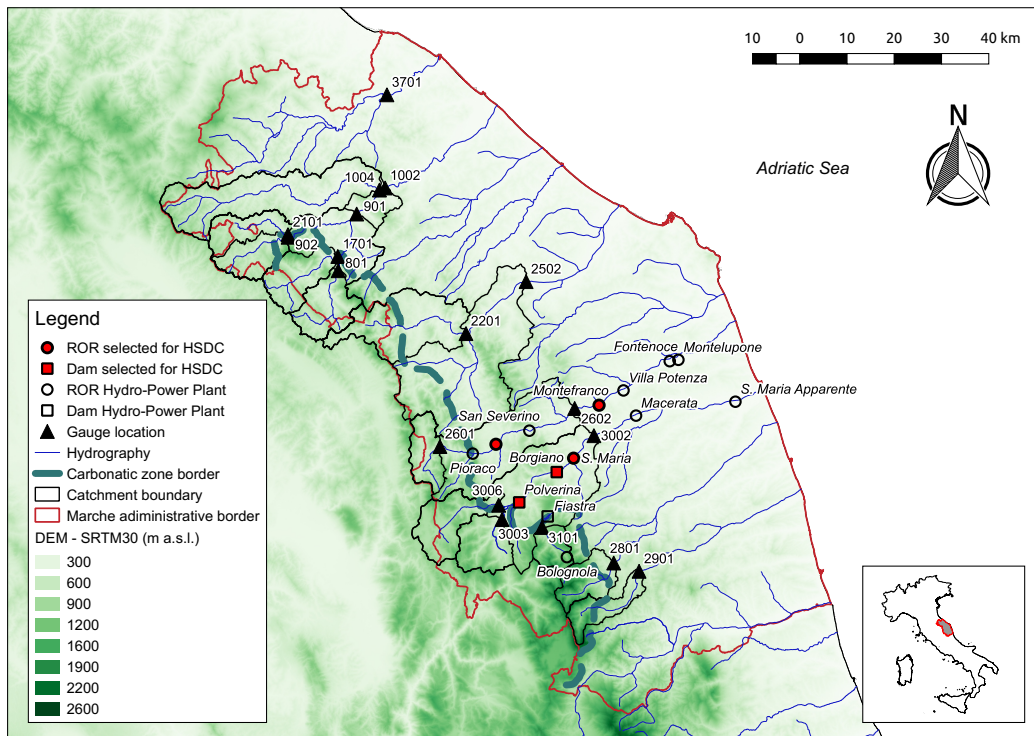 10 0 10 20 30 40 km
3701
N
Adriatic Sea
1004 1002
901
2101
902
1701
801
2502
2201
Fontenoce Montelupone
Villa Potenza
Montefranco
S. Maria Apparente
Macerata
San Severino
2602
2601
3002
Borgiano
S. Maria
Pioraco
3006
Polverina
Fiastra
3003
3101
2801
2901
Bolognola
Legend
ROR selected for HSDC
Dam selected for HSDC
ROR Hydro-Power Plant
Dam Hydro-Power Plant
Gauge location
Hydrography
Carbonatic zone border
Catchment boundary
Marche adiministrative border
DEM - SRTM30 (m a.s.l.)
300
600
900
1200
1600
1900
2200
2600